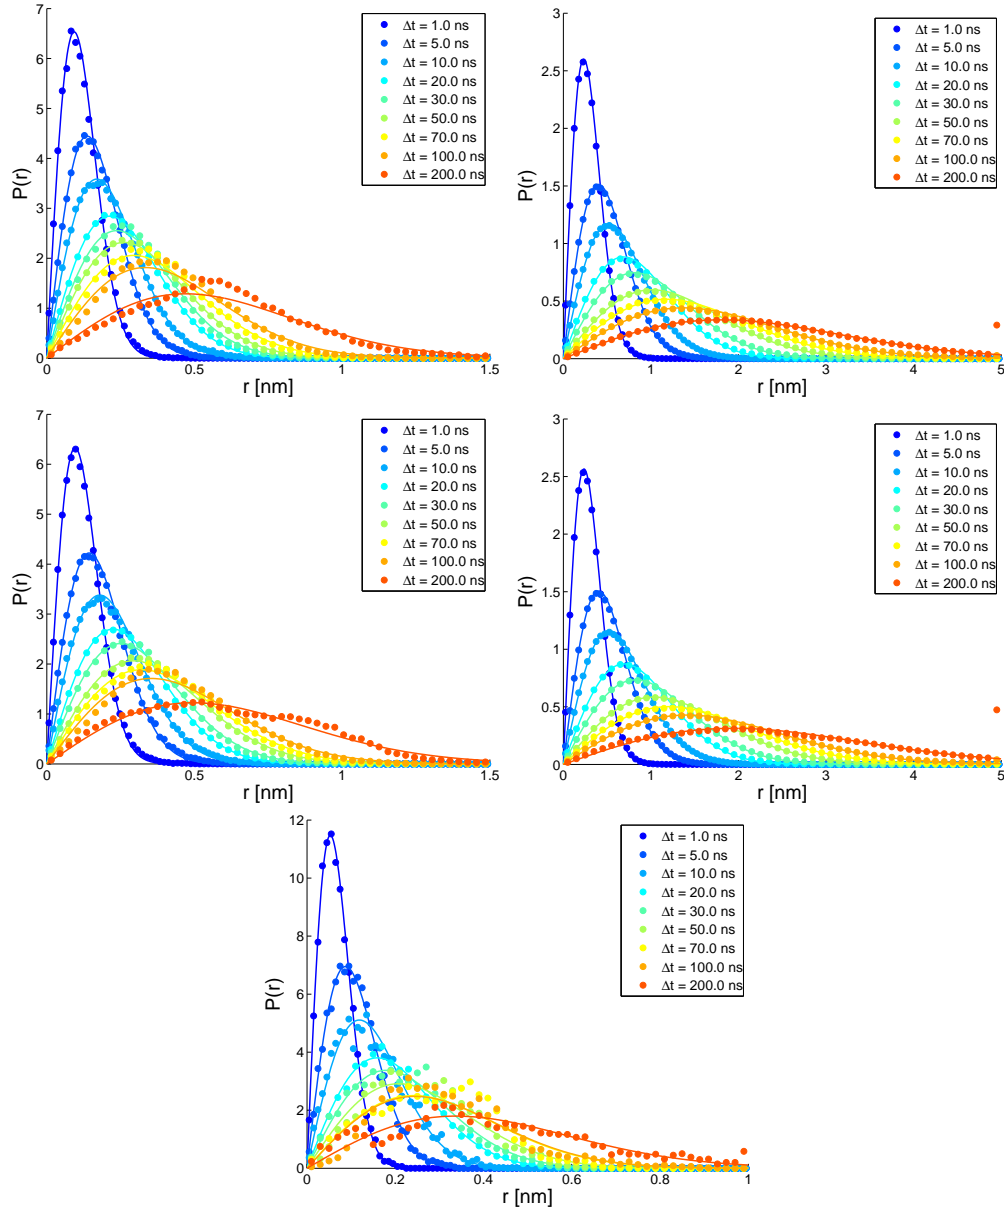 7
6
5
4
3
2
1
0
P(r)
0
0.5
1
1.5
r [nm]
Δt = 1.0 ns
Δt = 5.0 ns
Δt = 10.0 ns
Δt = 20.0 ns
Δt = 30.0 ns
Δt = 50.0 ns
Δt = 70.0 ns
Δt = 100.0 ns
Δt = 200.0 ns
3
2.5
2
1.5
1
0.5
0
P(r)
0
1
2
3
4
5
r [nm]
Δt = 1.0 ns
Δt = 5.0 ns
Δt = 10.0 ns
Δt = 20.0 ns
Δt = 30.0 ns
Δt = 50.0 ns
Δt = 70.0 ns
Δt = 100.0 ns
Δt = 200.0 ns
7
6
5
4
3
2
1
0
P(r)
0
0.5
1
1.5
r [nm]
Δt = 1.0 ns
Δt = 5.0 ns
Δt = 10.0 ns
Δt = 20.0 ns
Δt = 30.0 ns
Δt = 50.0 ns
Δt = 70.0 ns
Δt = 100.0 ns
Δt = 200.0 ns
3
2.5
2
1.5
1
0.5
0
P(r)
0
1
2
3
4
5
r [nm]
Δt = 1.0 ns
Δt = 5.0 ns
Δt = 10.0 ns
Δt = 20.0 ns
Δt = 30.0 ns
Δt = 50.0 ns
Δt = 70.0 ns
Δt = 100.0 ns
Δt = 200.0 ns
12
10
8
6
4
2
0
P(r)
0
0.2
0.4
0.6
0.8
1
r [nm]
Δt = 1.0 ns
Δt = 5.0 ns
Δt = 10.0 ns
Δt = 20.0 ns
Δt = 30.0 ns
Δt = 50.0 ns
Δt = 70.0 ns
Δt = 100.0 ns
Δt = 200.0 ns